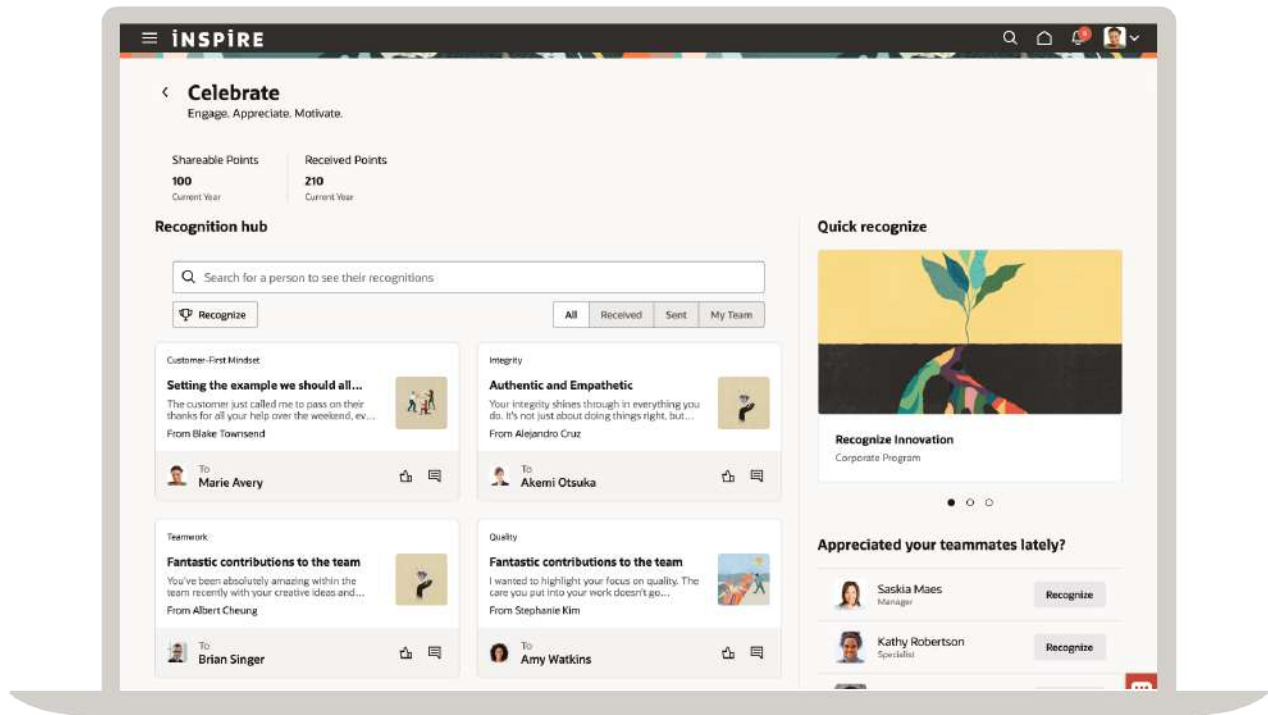 iNSPiRE
6
Celebrate
Engage. Appreciate. Motivate.
Shareable Points
100
Current Year
Received Points
210
Current Year
Recognition hub
Search for a person to see their recognitions
Recognize
All Received Sent My Team
Customer-First Mindset
Setting the example we should all...
The customer just called me to pass on their
thanks for all your help over the weekend, ev...
From Blake Townsend
To
Marie Avery
Integrity
Authentic and Empathetic
Your integrity shines through in everything you
do. It's not just about doing things right, but...
From Alejandro Cruz
To
Akemi Otsuka
Teamwork
Fantastic contributions to the team
You've been absolutely amazing within the
team recently with your creative ideas and...
From Albert Cheung
To
Brian Singer
Quality
Fantastic contributions to the team
I wanted to highlight your focus on quality. The
care you put into your work doesn't go...
From Stephanie Kim
To
Amy Watkins
Quick recognize
Recognize Innovation
Corporate Program
Appreciated your teammates lately?
Saskia Maes
Manager
Recognize
Kathy Robertson
Specialist
Recognize